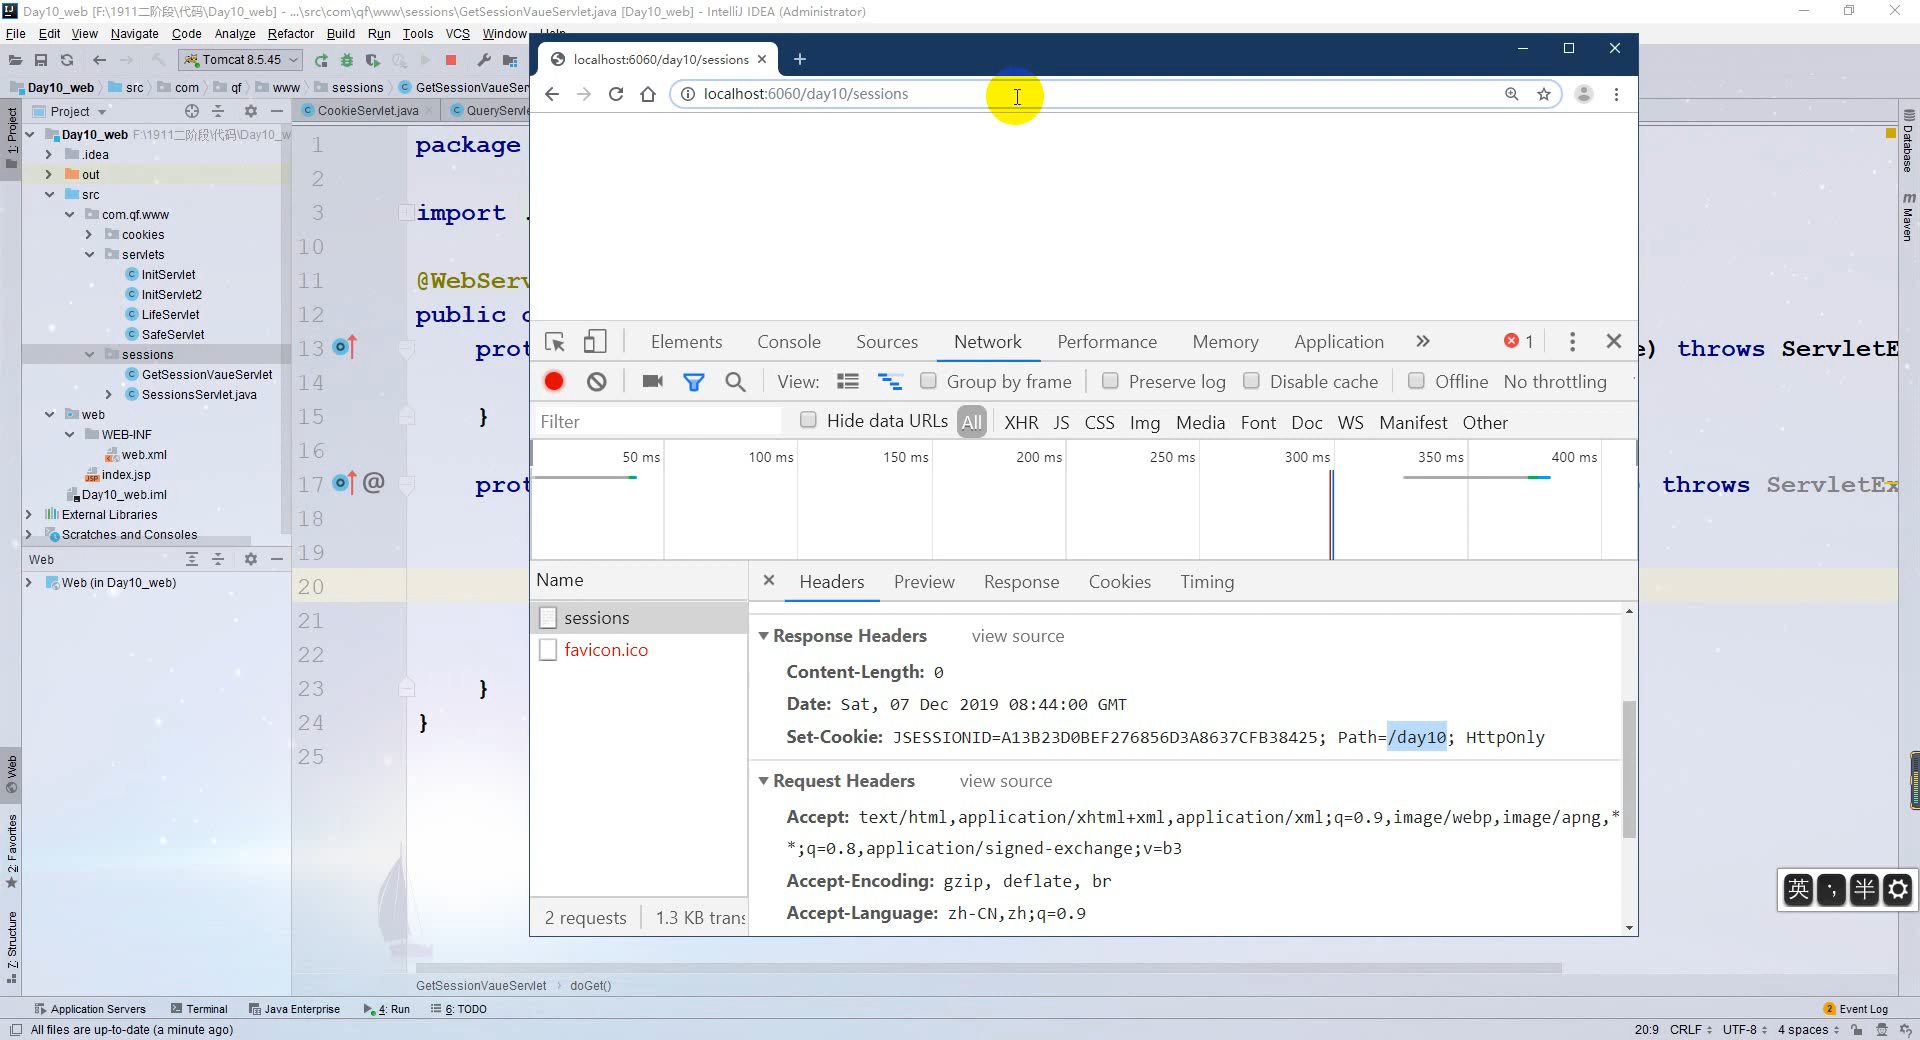 Day10_web [F:\1911二阶段\代码\Day10_web] - ...\src\com\qf\www\sessions\GetSessionVaueServlet.java [Day10_web] - IntelliJ IDEA (Administrator)
File Edit View Navigate Code Analyze Refactor Build Run Tools VCS Window
Tomcat 8.5.45
Day10_web src com qf www sessions GetSessionVaueSer
Project
CookieServlet.java
QueryServle
Day10_web F:\1911二阶段\代码\Day10_w
.idea
out
src
com.qf.www
cookies
servlets
InitServlet
InitServlet2
LifeServlet
SafeServlet
sessions
GetSessionVaueServlet
SessionsServlet.java
web
WEB-INF
web.xml
index.jsp
Day10_web.iml
External Libraries
Scratches and Consoles
Web
Web (in Day10_web)
1: Project
Web
2: Favorites
7: Structure
1 package
2
3 import .
10
11 @WebServ
12 public c
13 prot
e) throws ServletE
14
15 }
16
17 @ prot
) throws ServletEx
18
19
20
21
22
23 }
24 }
25
localhost:6060/day10/sessions
localhost:6060/day10/sessions
Elements Console Sources Network Performance Memory Application » 1
View: Group by frame Preserve log Disable cache Offline No throttling
Filter Hide data URLs All XHR JS CSS Img Media Font Doc WS Manifest Other
50 ms 100 ms 150 ms 200 ms 250 ms 300 ms 350 ms 400 ms
Name
Headers Preview Response Cookies Timing
sessions
favicon.ico
Response Headers view source
Content-Length: 0
Date: Sat, 07 Dec 2019 08:44:00 GMT
Set-Cookie: JSESSIONID=A13B23D0BEF276856D3A8637CFB38425; Path=/day10; HttpOnly
Request Headers view source
Accept: text/html,application/xhtml+xml,application/xml;q=0.9,image/webp,image/apng,*
*;q=0.8,application/signed-exchange;v=b3
Accept-Encoding: gzip, deflate, br
Accept-Language: zh-CN,zh;q=0.9
2 requests 1.3 KB trans
Database
Maven
英 半
GetSessionVaueServlet › doGet()
Application Servers Terminal Java Enterprise 4: Run 6: TODO
2 Event Log
All files are up-to-date (a minute ago)
20:9 CRLF UTF-8 4 spaces